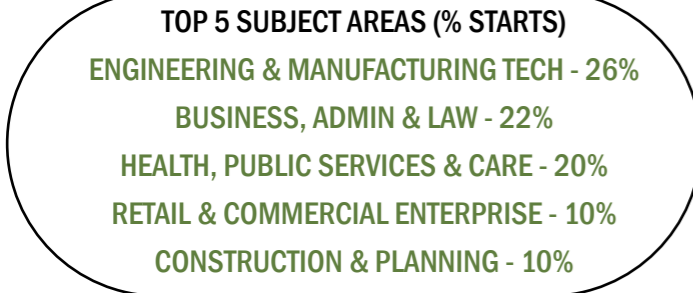 TOP 5 SUBJECT AREAS (% STARTS)
ENGINEERING & MANUFACTURING TECH - 26%
BUSINESS, ADMIN & LAW - 22%
HEALTH, PUBLIC SERVICES & CARE - 20%
RETAIL & COMMERCIAL ENTERPRISE - 10%
CONSTRUCTION & PLANNING - 10%